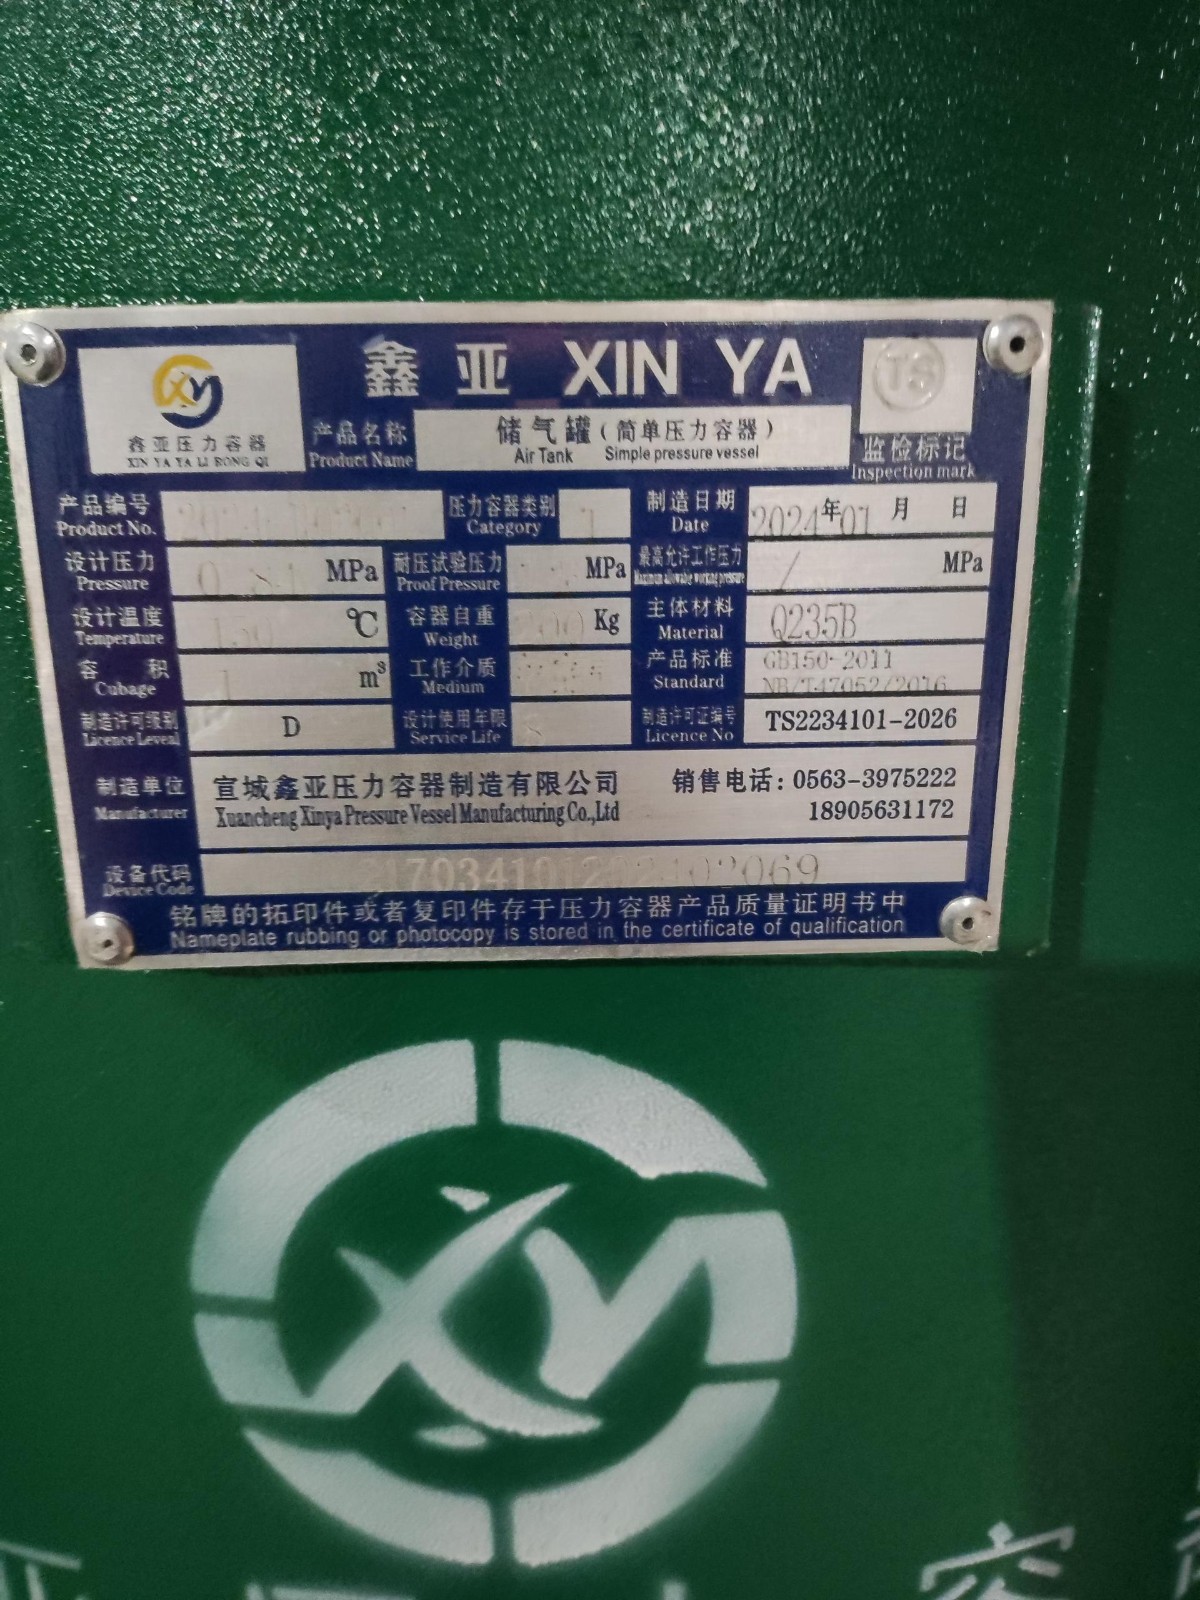 鑫亚 XIN YA
TS
XY
鑫亚压力容器
XIN YA YA LI RONG QI
产品名称 储气罐(简单压力容器)
Product Name Air Tank Simple pressure vessel
监检标记
Inspection mark
产品编号 压力容器类别 1 制造日期 2024年01月 日
Product No. Category Date
设计压力 MPa 耐压试验压力 MPa 最高允许工作压力 / MPa
Pressure Proof Pressure Maximum allowable working pressure
设计温度 150 ℃ 容器自重 Kg 主体材料 Q235B
Temperature Weight Material
容积 1 m³ 工作介质 产品标准 GB150-2011
Cubage Medium Standard NB/T47052/2016
制造许可级别 D 设计使用年限 制造许可证编号 TS2234101-2026
Licence Leveal Service Life Licence No
制造单位 宣城鑫亚压力容器制造有限公司 销售电话:0563-3975222
Manufacturer Xuancheng Xinya Pressure Vessel Manufacturing Co.,Ltd 18905631172
设备代码
Device Code
铭牌的拓印件或者复印件存于压力容器产品质量证明书中
Nameplate rubbing or photocopy is stored in the certificate of qualification
XY